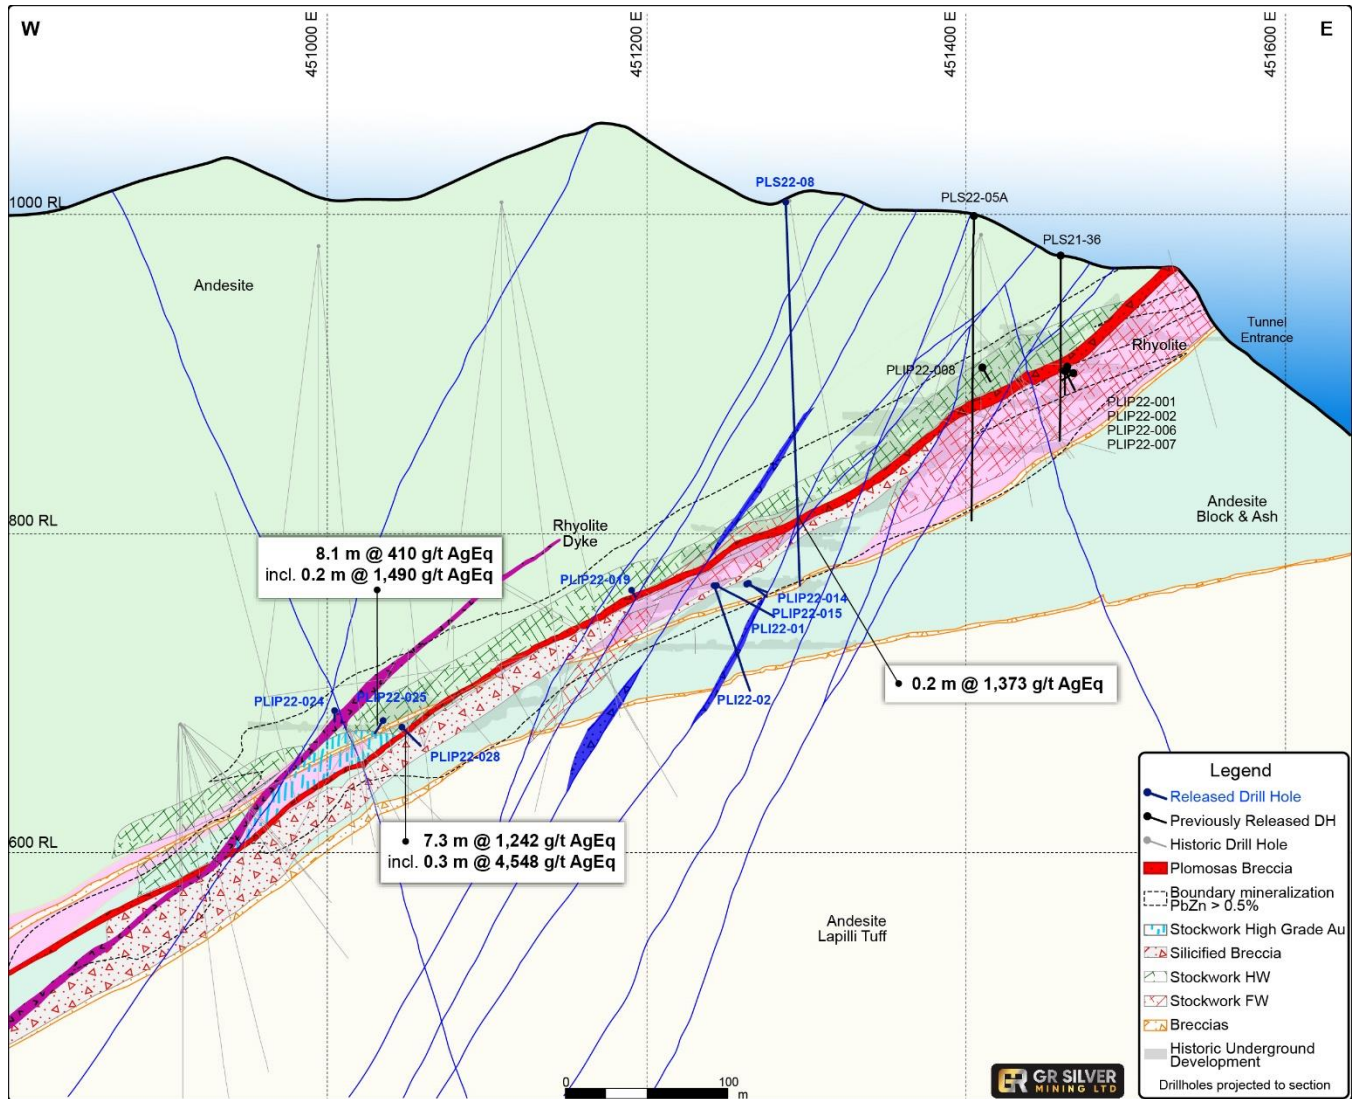 W
E
451000 E
451200 E
451400 E
451600 E
PLS22-08
PLS22-05A
1000 RL
PLS21-36
Andesite
Tunnel
Entrance
Rhyolite
PLIP22-008
PLIP22-001
PLIP22-002
PLIP22-006
PLIP22-007
Andesite
Block & Ash
800 RL
Rhyolite
Dyke
8.1 m @ 410 g/t AgEq
incl. 0.2 m @ 1,490 g/t AgEq
PLIP22-019
PLIP22-014
PLIP22-015
PLI22-01
PLI22-02
0.2 m @ 1,373 g/t AgEq
PLIP22-024
PLIP22-025
PLIP22-028
7.3 m @ 1,242 g/t AgEq
incl. 0.3 m @ 4,548 g/t AgEq
600 RL
Andesite
Lapilli Tuff
Legend
Released Drill Hole
Previously Released DH
Historic Drill Hole
Plomosas Breccia
Boundary mineralization
PbZn > 0.5%
Stockwork High Grade Au
Silicified Breccia
Stockwork HW
Stockwork FW
Breccias
Historic Underground
Development
Drillholes projected to section
0
100
m
GR SILVER
MINING LTD